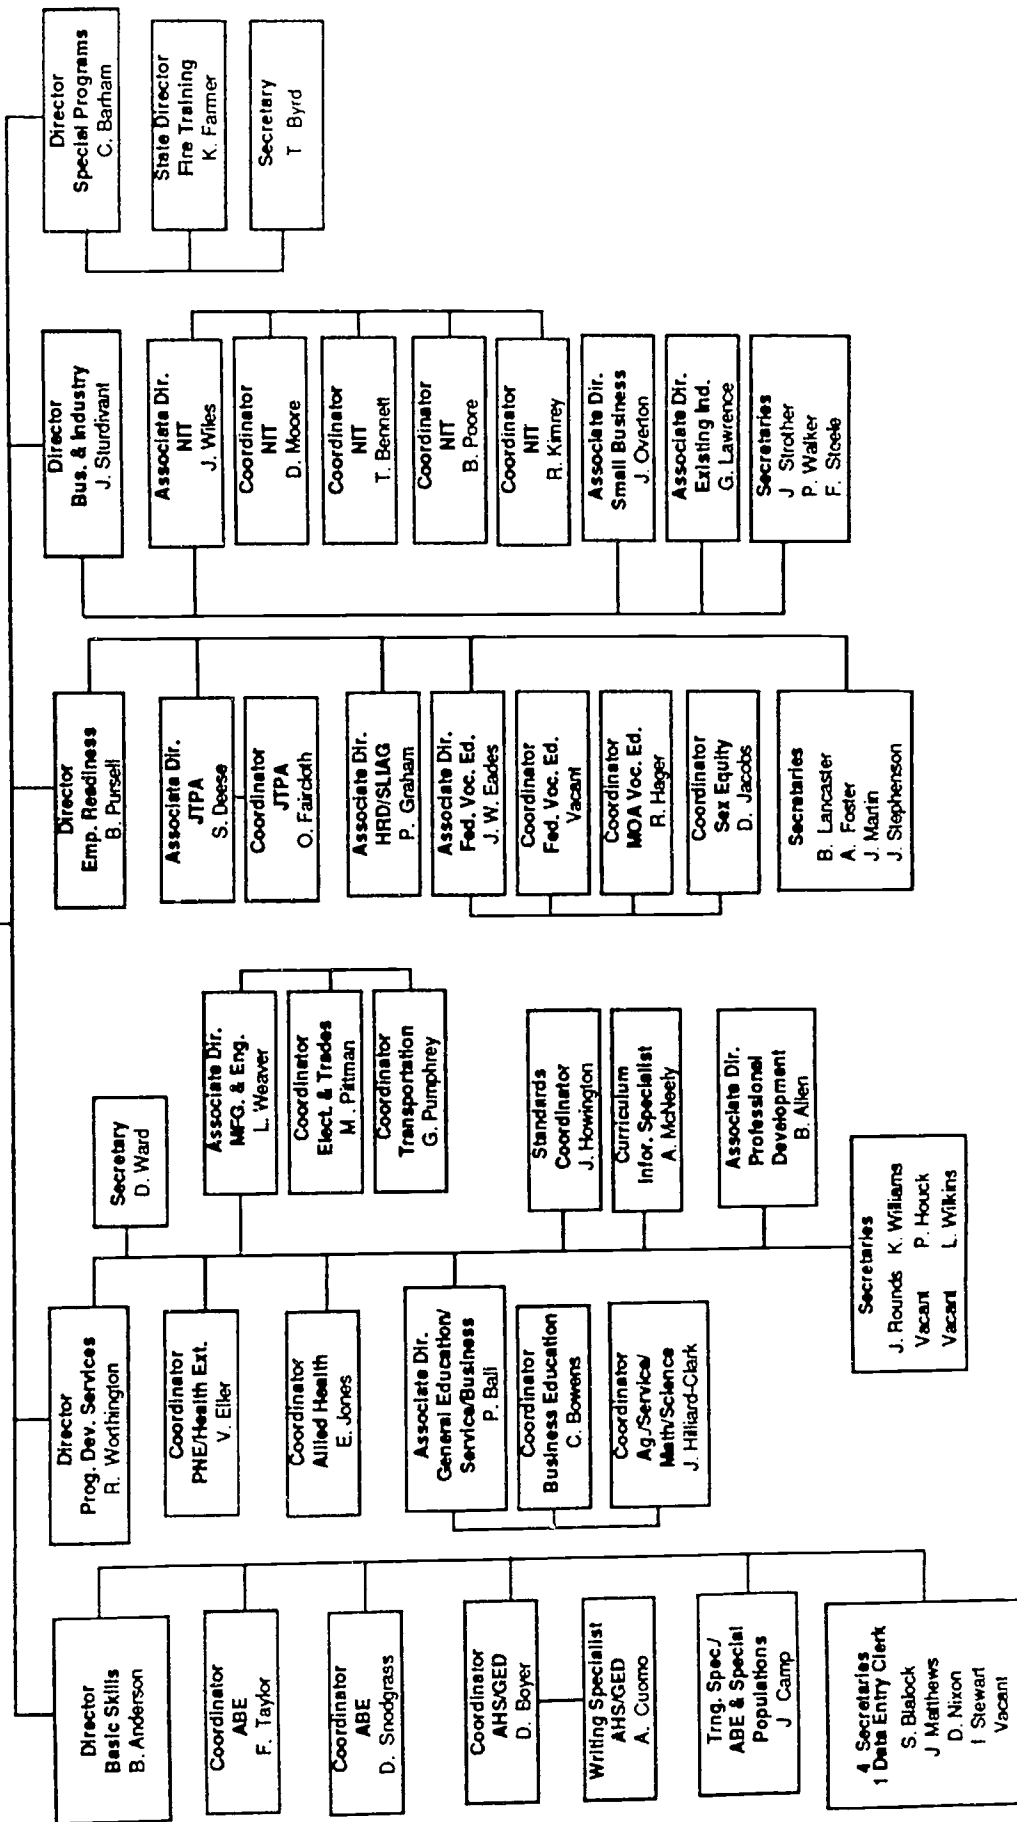 Director
Basic Skills
B. Anderson
Coordinator
ABE
F. Taylor
Coordinator
ABE
D. Snodgrass
Coordinator
AHS/GED
D. Boyer
Writing Specialist
AHS/GED
A. Cuomo
Trng. Spec./
ABE & Special
Populations
J Camp
4 Secretaries
1 Data Entry Clerk
S. Blalock
J Matthews
D. Nixon
I Stewart
Vacant
Director
Prog. Dev. Services
R. Worthington
Secretary
D. Ward
Coordinator
PNE/Health Ext.
V. Eller
Associate Dir.
MFG. & Eng.
L. Weaver
Coordinator
Elect. & Trades
M. Pittman
Coordinator
Transportation
G. Pumphrey
Coordinator
Allied Health
E. Jones
Associate Dir.
General Education/
Service/Business
P. Ball
Coordinator
Business Education
C. Bowens
Coordinator
Ag./Service/
Math/Science
J. Hilliard-Clark
Standards
Coordinator
J. Howington
Curriculum
Infor. Specialist
A. McNeely
Associate Dir.
Professional
Development
B. Allen
Secretaries
J. Rounds K. Williams
Vacant P. Houck
Vacant L. Wilkins
Director
Emp. Readiness
B. Pursell
Associate Dir.
JTPA
S. Deese
Coordinator
JTPA
O. Faircloth
Associate Dir.
HRD/SLIAG
P. Graham
Associate Dir.
Fed. Voc. Ed.
J. W. Eades
Coordinator
Fed. Voc. Ed.
Vacant
Coordinator
MOA Voc. Ed.
R. Hager
Coordinator
Sex Equity
D. Jacobs
Secretaries
B. Lancaster
A. Foster
J. Martin
J. Stephenson
Director
Bus. & Industry
J. Sturdivant
Associate Dir.
NIT
J. Wiles
Coordinator
NIT
D. Moore
Coordinator
NIT
T. Bennett
Coordinator
NIT
B. Poore
Coordinator
NIT
R. Kimrey
Associate Dir.
Small Business
J. Overton
Associate Dir.
Existing Ind.
G. Lawrence
Secretaries
J Strother
P. Walker
F. Steele
Director
Special Programs
C. Barham
State Director
Fire Training
K. Farmer
Secretary
T Byrd